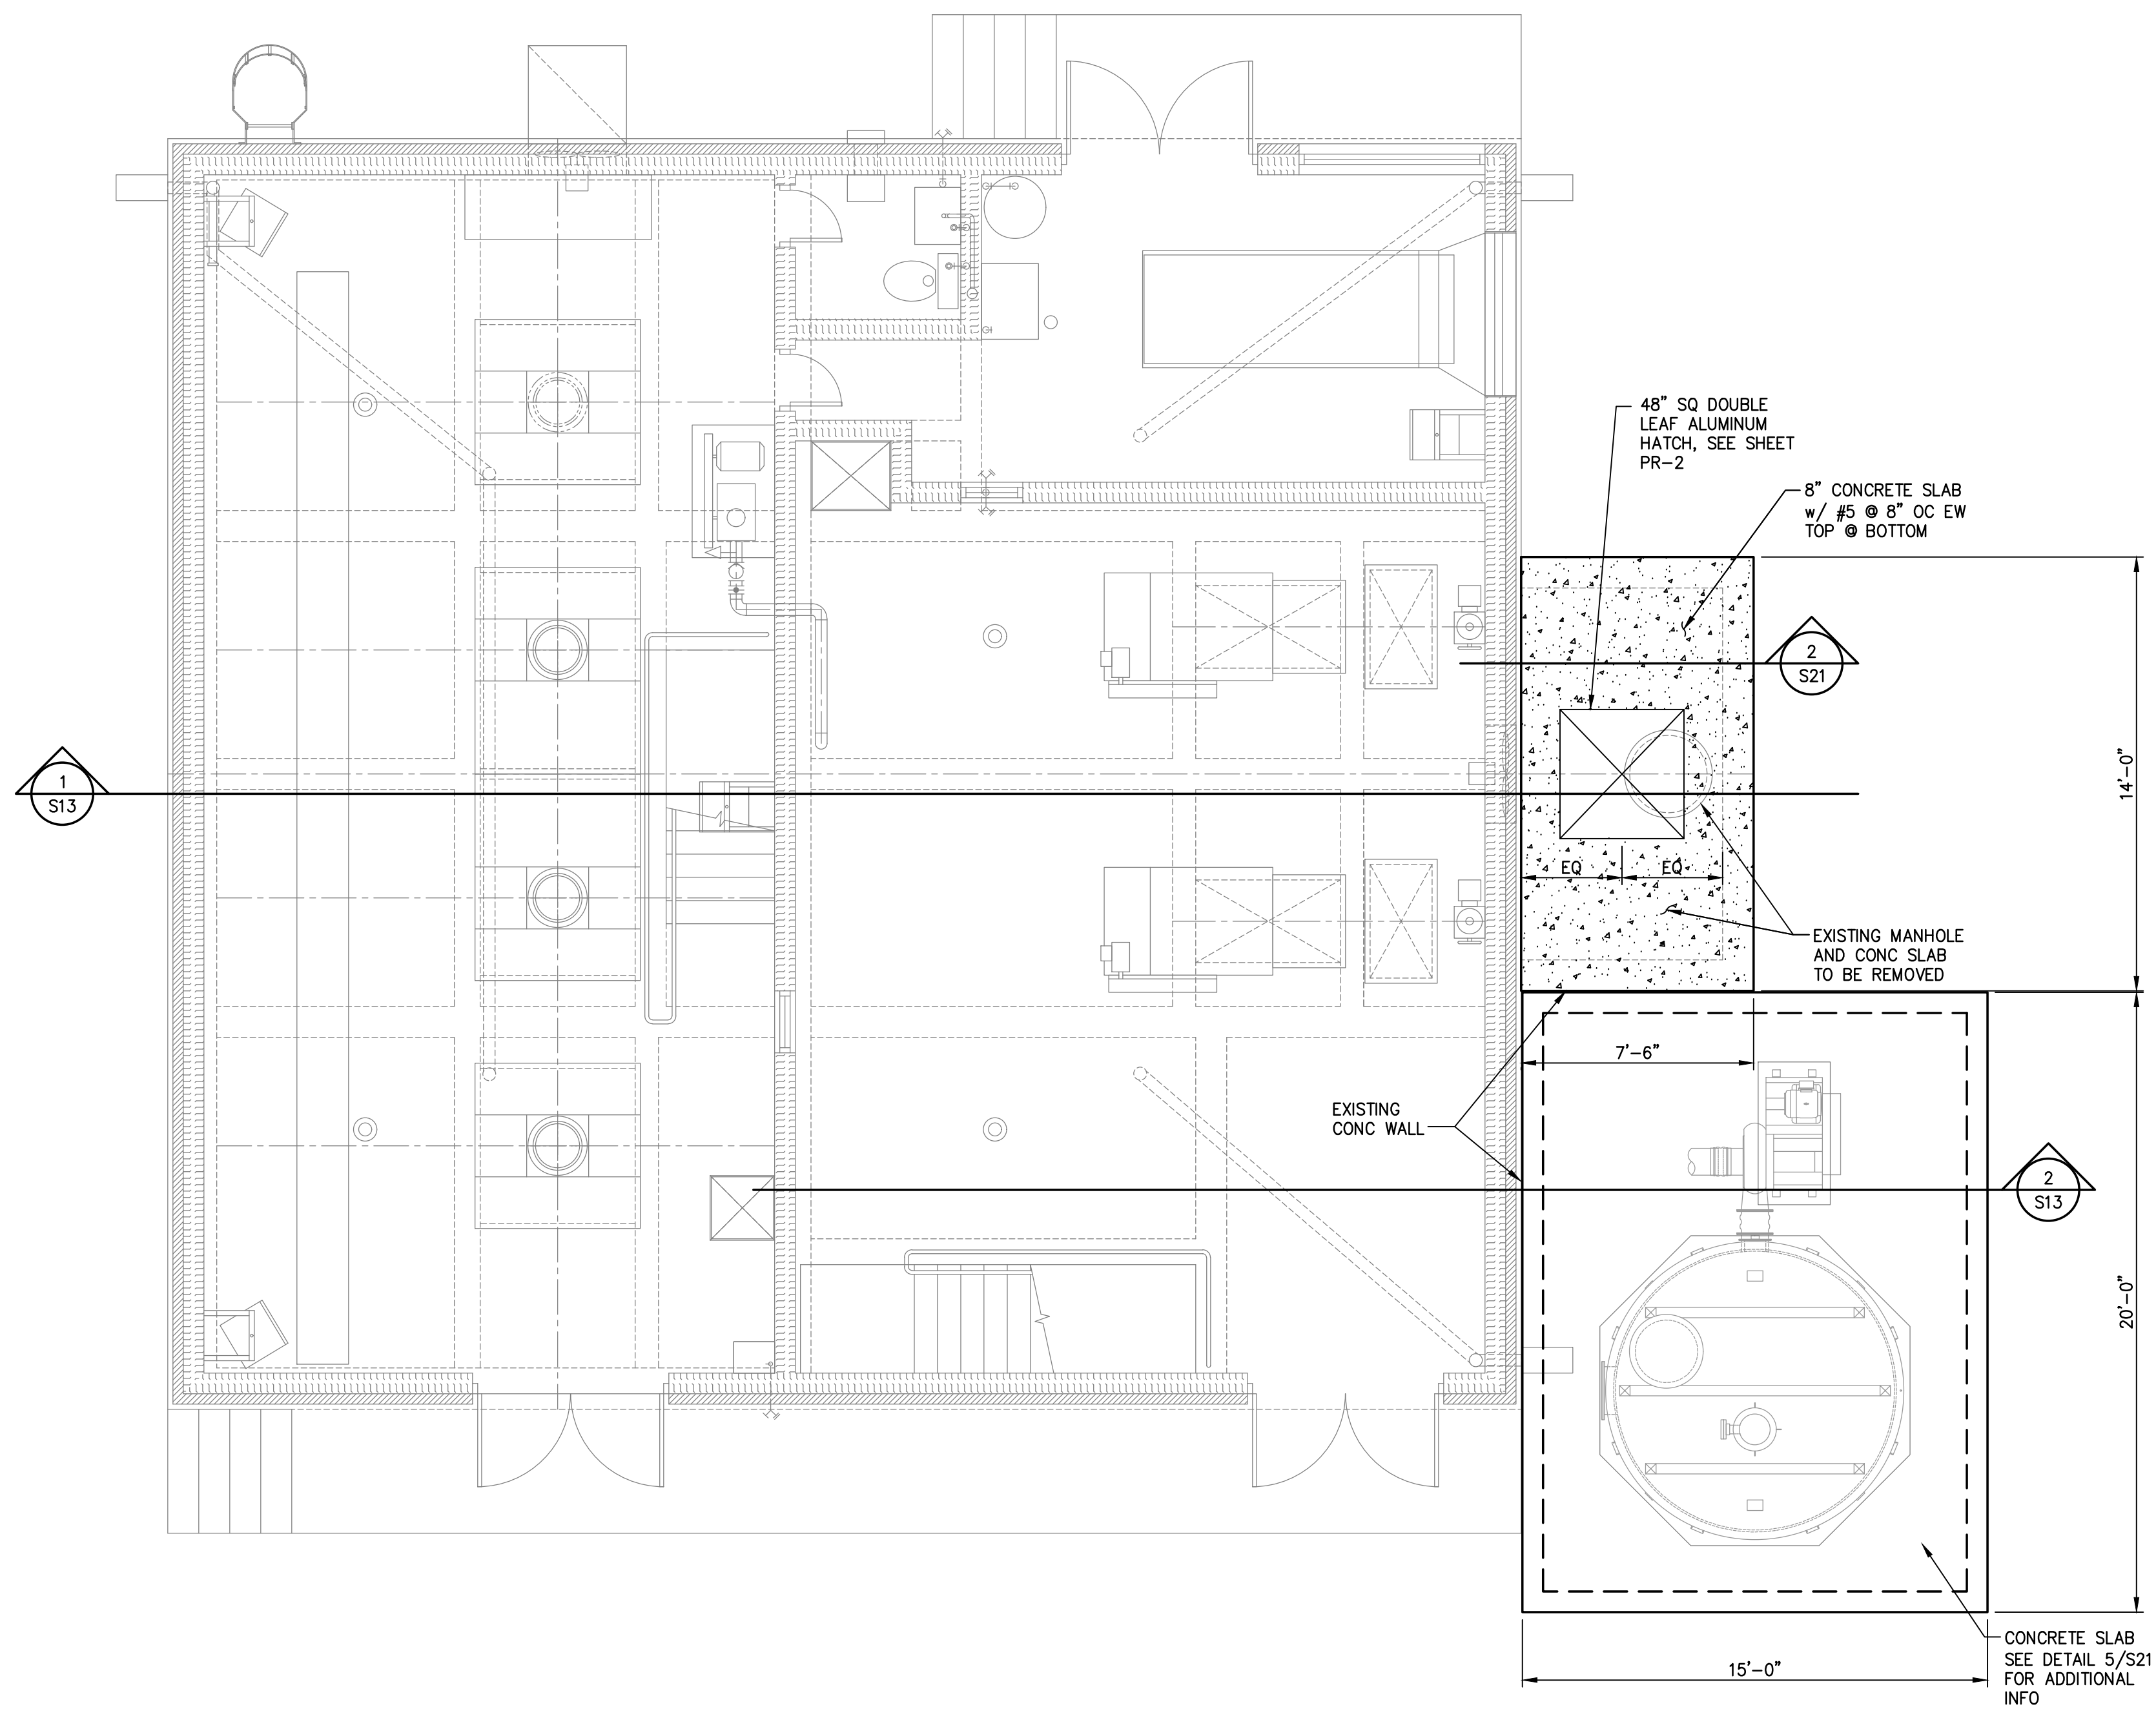 48" SQ DOUBLE
LEAF ALUMINUM
HATCH, SEE SHEET
PR-2
8" CONCRETE SLAB
w/ #5 @ 8" OC EW
TOP @ BOTTOM
2
S21
1
S13
14'-0"
EQ
EQ
EXISTING MANHOLE
AND CONC SLAB
TO BE REMOVED
7'-6"
EXISTING
CONC WALL
2
S13
20'-0"
15'-0"
CONCRETE SLAB
SEE DETAIL 5/S21
FOR ADDITIONAL
INFO